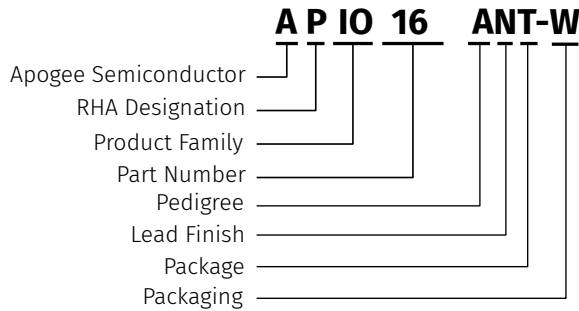 A P IO 16 ANT-W
Apogee Semiconductor
RHA Designation
Product Family
Part Number
Pedigree
Lead Finish
Package
Packaging